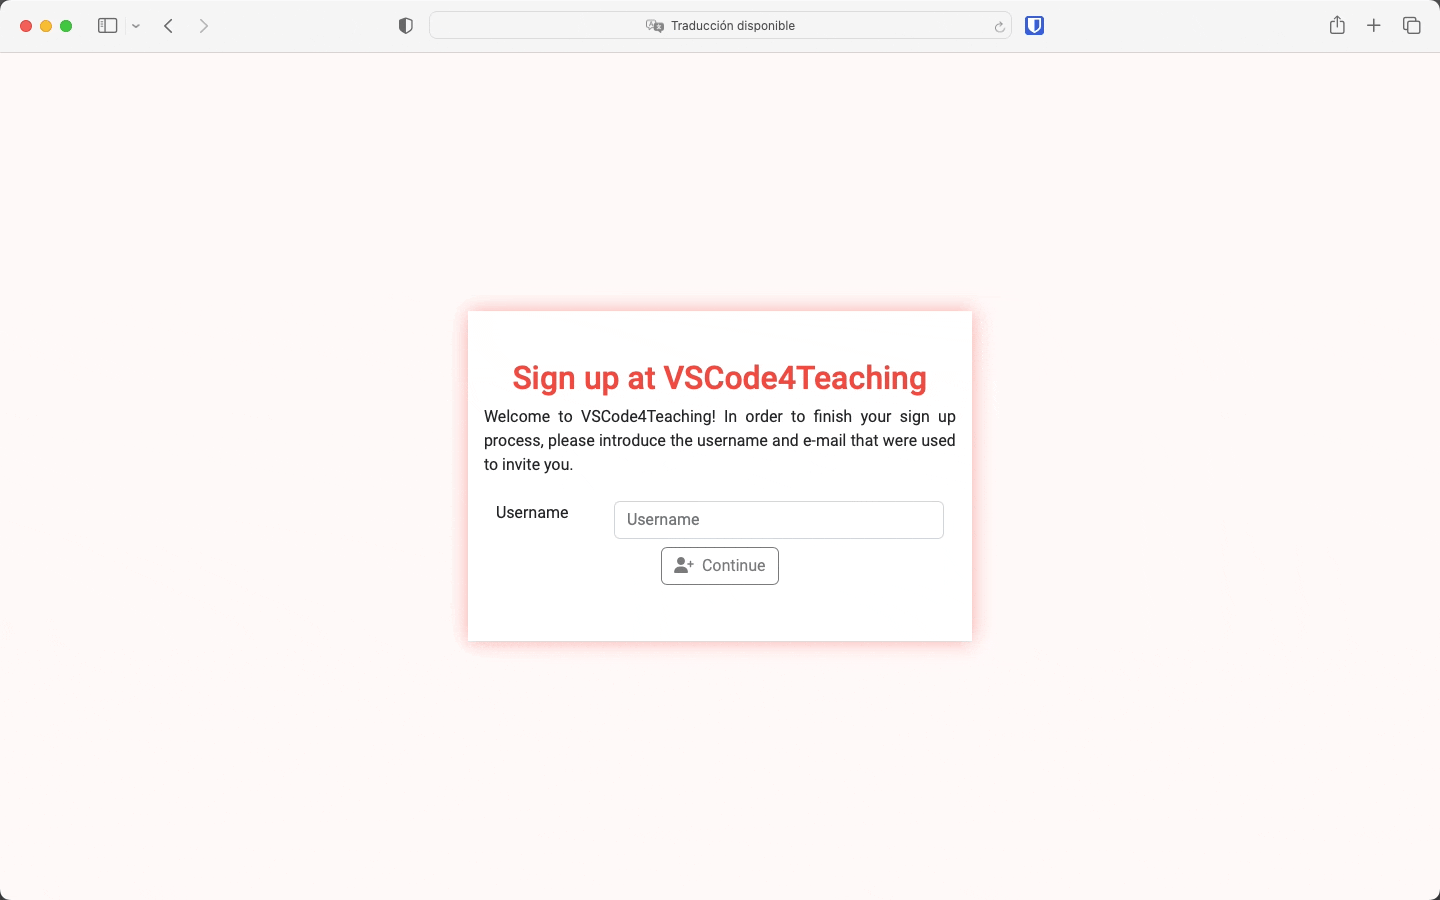 Traducción disponible
Sign up at VSCode4Teaching
Welcome to VSCode4Teaching! In order to finish your sign up
process, please introduce the username and e-mail that were used
to invite you.
Username
Username
Continue